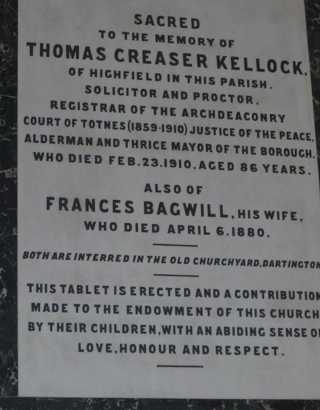 SACRED
TO THE MEMORY OF
THOMAS CREASER KELLOCK,
OF HIGHFIELD IN THIS PARISH.
SOLICITOR AND PROCTOR,
REGISTRAR OF THE ARCHDEACONRY
COURT OF TOTNES (1859-1910) JUSTICE OF THE PEACE.
ALDERMAN AND THRICE MAYOR OF THE BOROUGH.
WHO DIED FEB. 23. 1910. AGED 86 YEARS.
ALSO OF
FRANCES BAGWILL, HIS WIFE,
WHO DIED APRIL 6. 1880.
BOTH ARE INTERRED IN THE OLD CHURCHYARD, DARTINGTON
THIS TABLET IS ERECTED AND A CONTRIBUTION
MADE TO THE ENDOWMENT OF THIS CHURCH
BY THEIR CHILDREN, WITH AN ABIDING SENSE O
LOVE, HONOUR AND RESPECT.